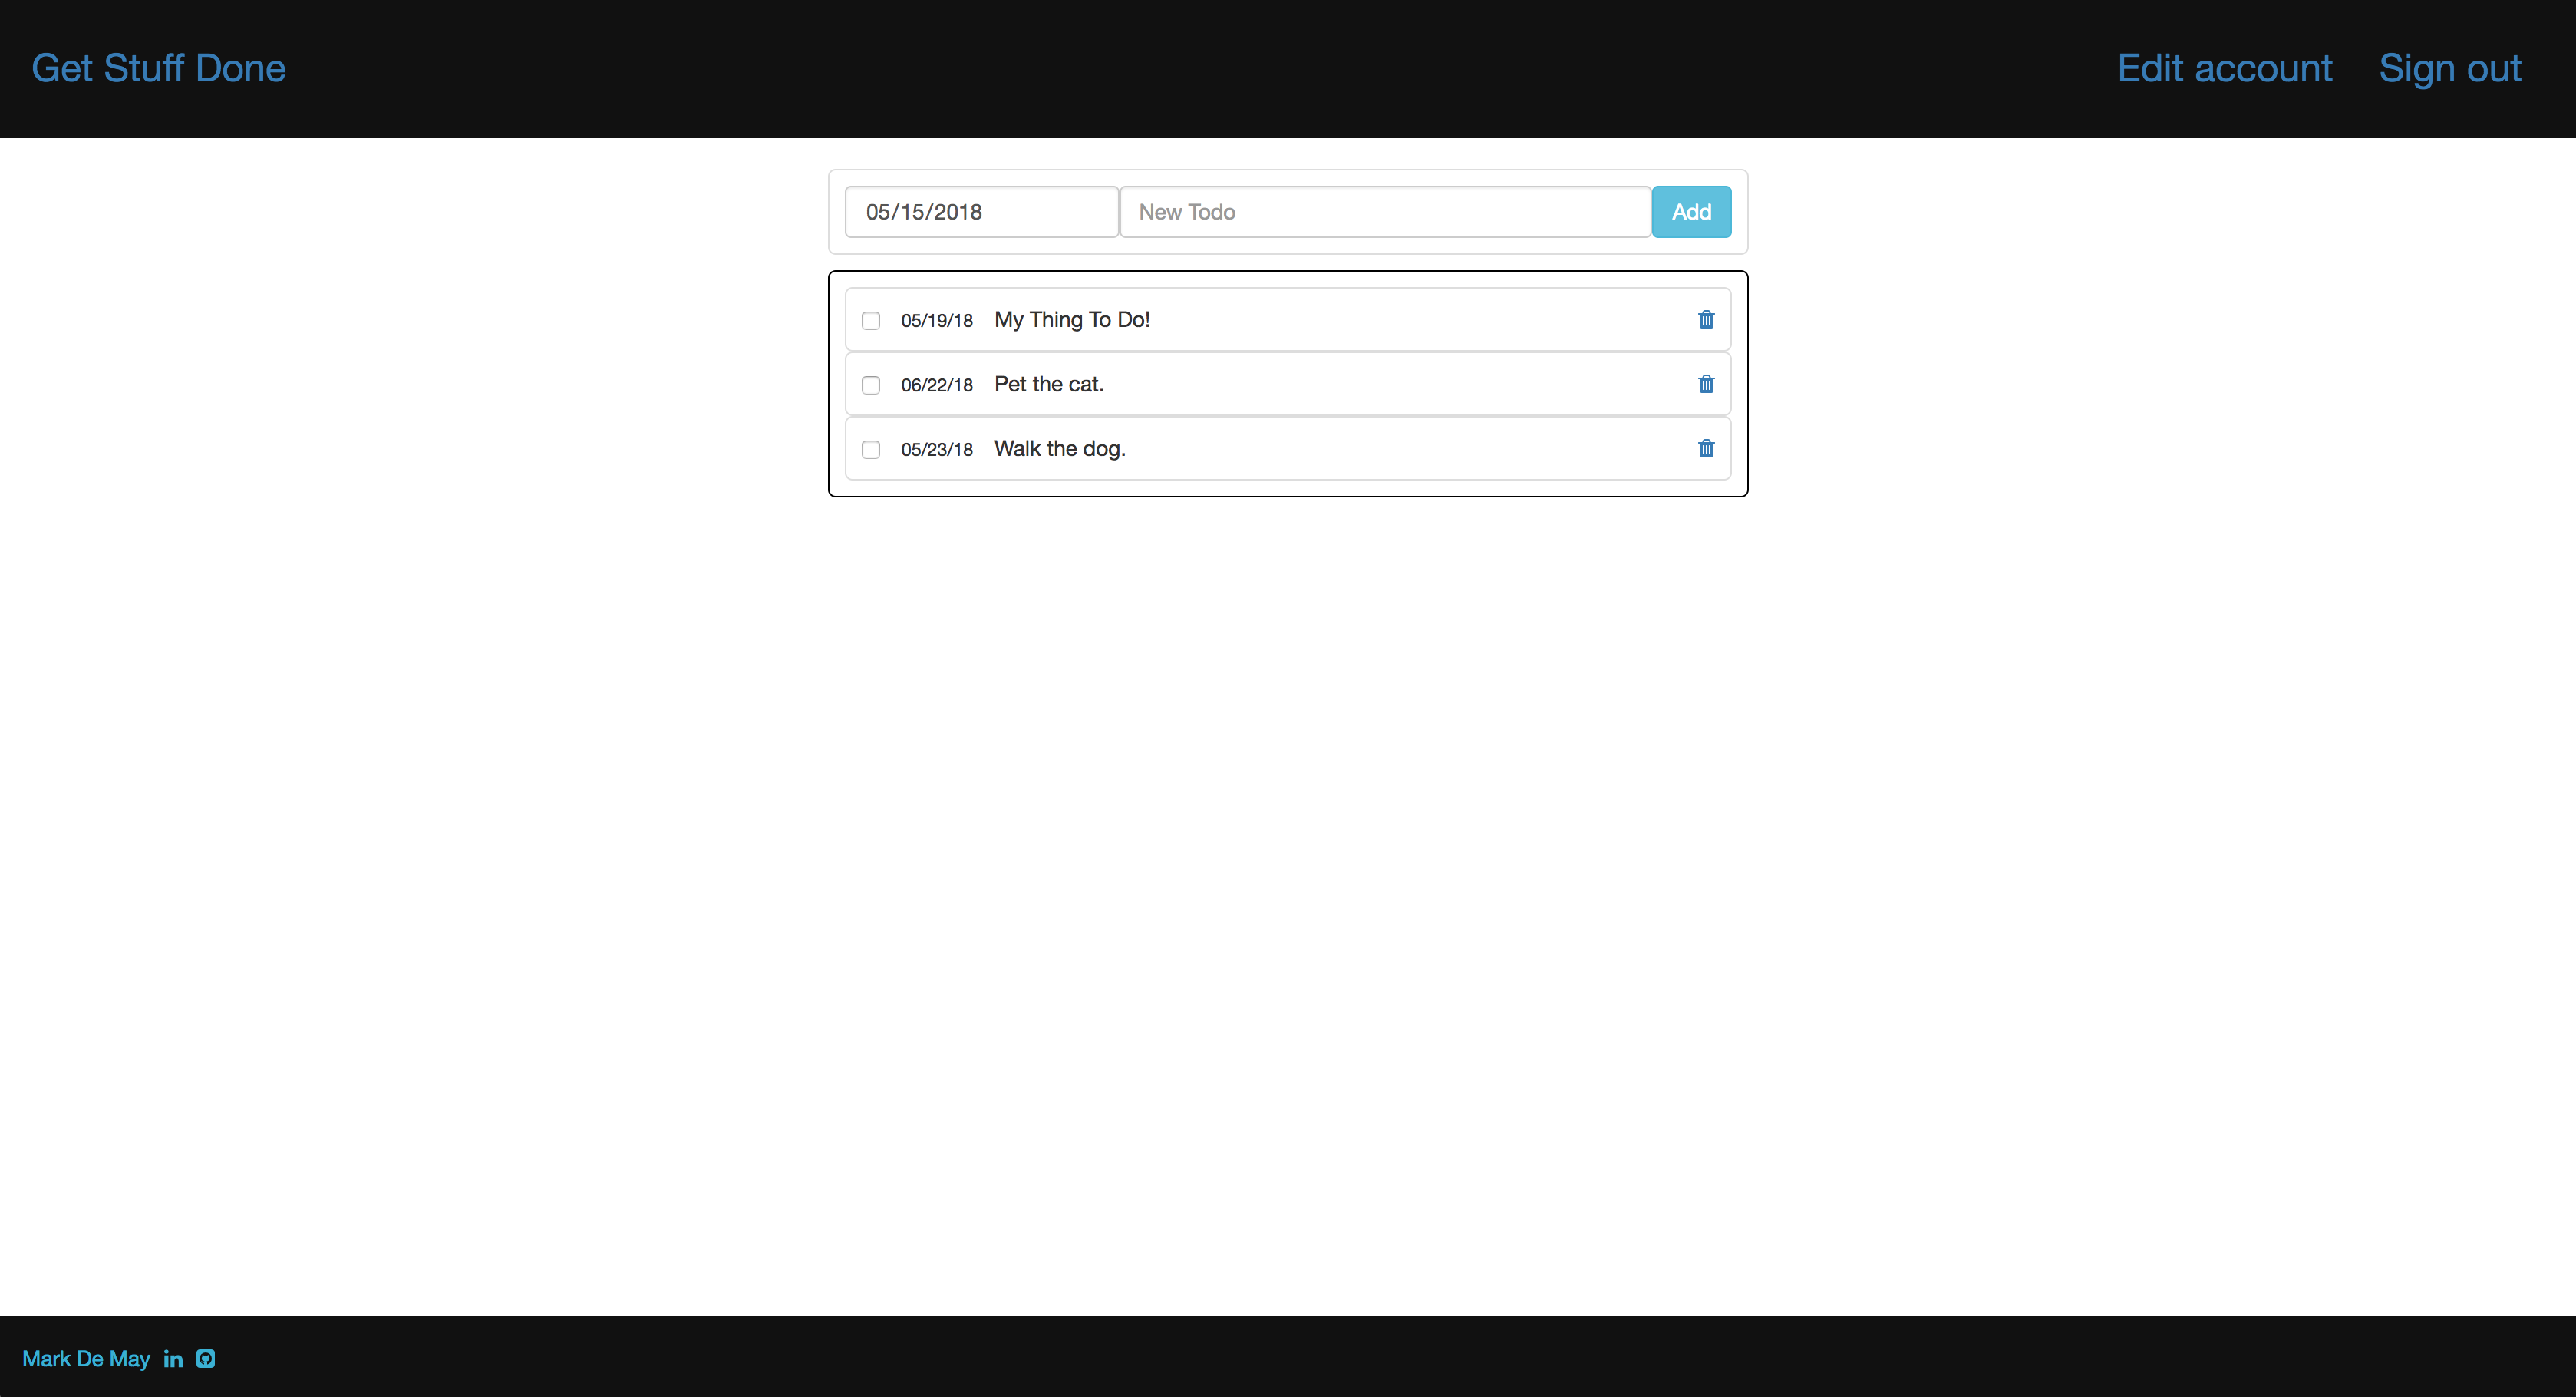 Get Stuff Done Edit account Sign out
05/15/2018 New Todo Add
05/19/18 My Thing To Do!
06/22/18 Pet the cat.
05/23/18 Walk the dog.
Mark De May in